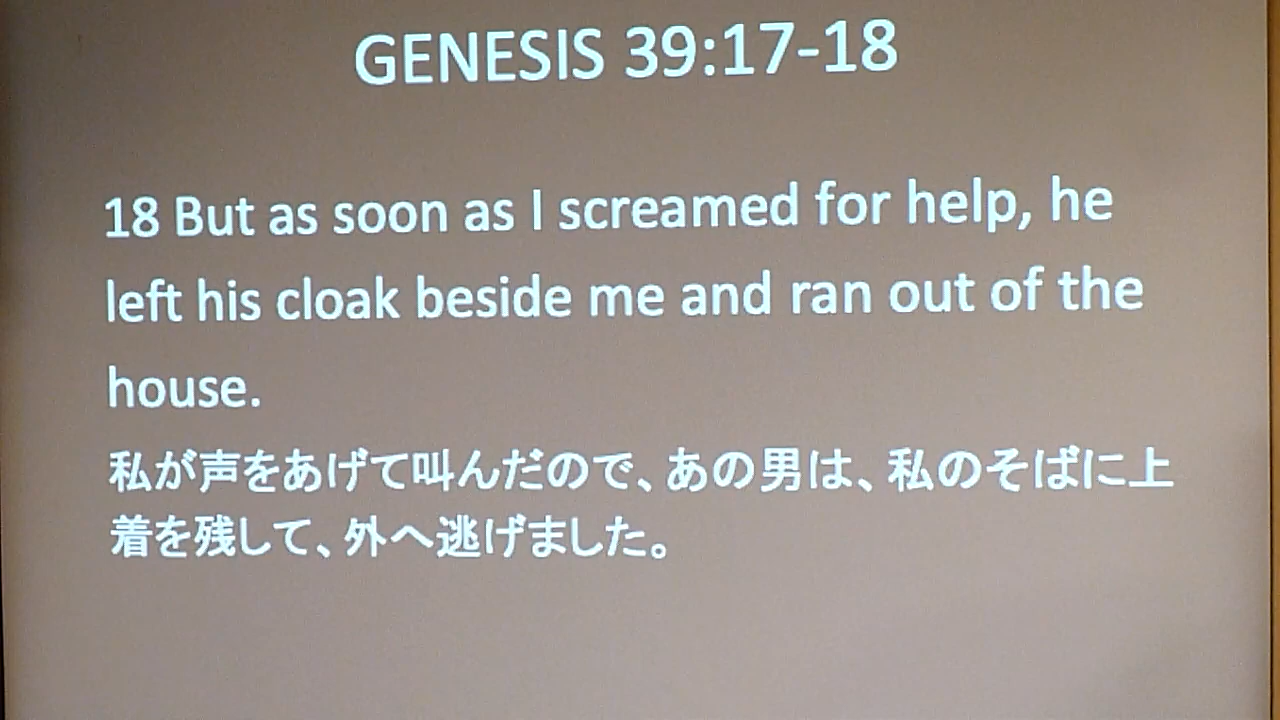 GENESIS 39:17-18
18 But as soon as I screamed for help, he
left his cloak beside me and ran out of the
house.
私が声をあげて叫んだので、あの男は、私のそばに上
着を残して、外へ逃げました。